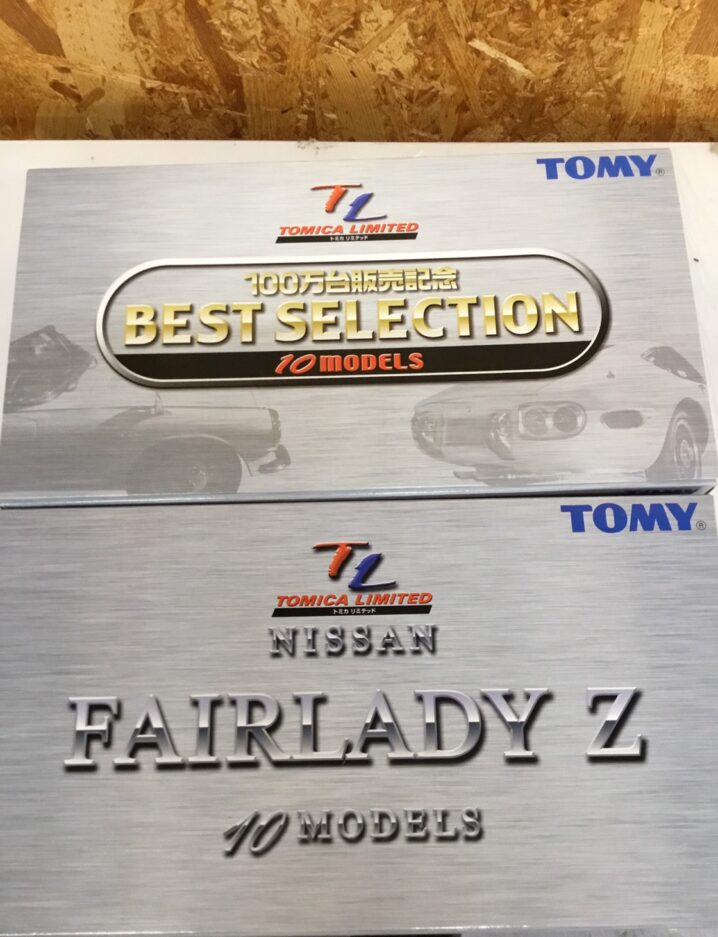 TOMY®
TL
TOMICA LIMITED
トミカ リミテッド
100万台販売記念
BEST SELECTION
10 MODELS
TOMY®
TL
TOMICA LIMITED
トミカ リミテッド
NISSAN
FAIRLADY Z
10 MODELS